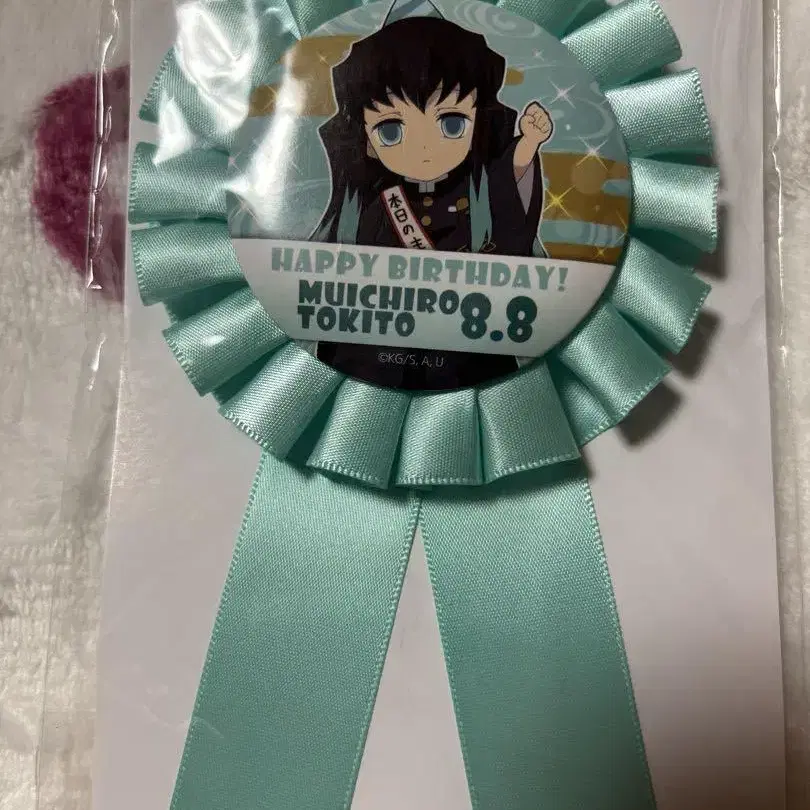 本日の主
HAPPY BIRTHDAY!
MUICHIRO
TOKITO
8.8
©KG/S, A, U